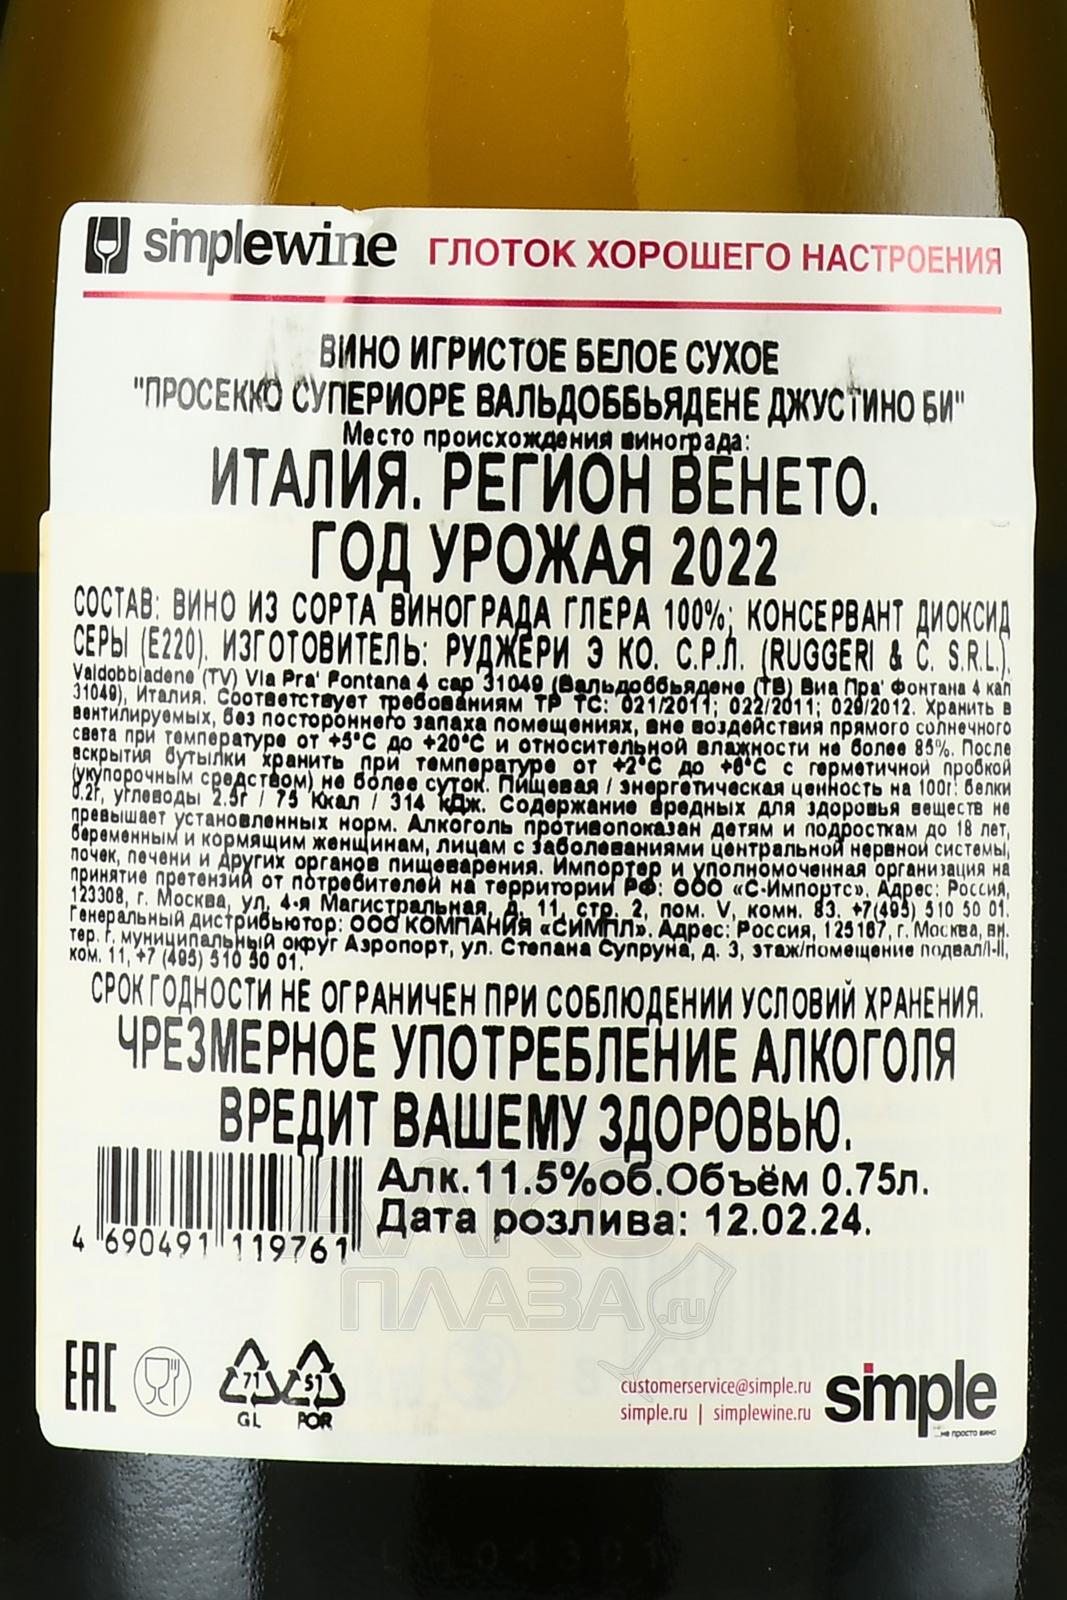 simplewine ГЛОТОК ХОРОШЕГО НАСТРОЕНИЯ
ВИНО ИГРИСТОЕ БЕЛОЕ СУХОЕ
"ПРОСЕККО СУПЕРИОРЕ ВАЛЬДОББЬЯДЕНЕ ДЖУСТИНО БИ"
Место происхождения винограда:
ИТАЛИЯ. РЕГИОН ВЕНЕТО.
ГОД УРОЖАЯ 2022
СОСТАВ: ВИНО ИЗ СОРТА ВИНОГРАДА ГЛЕРА 100%; КОНСЕРВАНТ ДИОКСИД
СЕРЫ (Е220). ИЗГОТОВИТЕЛЬ: РУДЖЕРИ Э КО. С.Р.Л. (RUGGERI & C. S.R.L.),
Valdobbladene (TV) Via Pra' Fontana 4 cap 31049 (Вальдоббьядене (ТВ) Виа Пра' Фонтана 4 кап
31049), Италия. Соответствует требованиям ТР ТС: 021/2011; 022/2011; 029/2012. Хранить в
вентилируемых, без постороннего запаха помещениях, вне воздействия прямого солнечного
света при температуре от +5°С до +20°С и относительной влажности не более 85%. После
вскрытия бутылки хранить при температуре от +2°С до +6°С с герметичной пробкой
(укупорочным средством) не более суток. Пищевая / энергетическая ценность на 100г: белки
0.2г, углеводы 2.5г / 75 Ккал / 314 кДж. Содержание вредных для здоровья веществ не
превышает установленных норм. Алкоголь противопоказан детям и подросткам до 18 лет,
беременным и кормящим женщинам, лицам с заболеваниями центральной нервной системы,
почек, печени и других органов пищеварения. Импортер и уполномоченная организация на
принятие претензий от потребителей на территории РФ: ООО «С-Импортс». Адрес: Россия,
123308, г. Москва, ул. 4-я Магистральная, д. 11, стр. 2, пом. V, комн. 83. +7(495) 510 50 01.
Генеральный дистрибьютор: ООО КОМПАНИЯ «СИМПЛ». Адрес: Россия, 125167, г. Москва, вн.
тер. г. муниципальный округ Аэропорт, ул. Степана Супруна, д. 3, этаж/помещение подвал/I-II,
ком. 11, +7 (495) 510 50 01.
СРОК ГОДНОСТИ НЕ ОГРАНИЧЕН ПРИ СОБЛЮДЕНИИ УСЛОВИЙ ХРАНЕНИЯ.
ЧРЕЗМЕРНОЕ УПОТРЕБЛЕНИЕ АЛКОГОЛЯ
ВРЕДИТ ВАШЕМУ ЗДОРОВЬЮ.
Алк.11.5%об.Объём 0.75л.
Дата розлива: 12.02.24.
4 690491 119761
АЛКО
ПЛАЗА.ru
EAC
71 51
GL POR
customerservice@simple.ru
simple.ru | simplewine.ru
simple
...не просто вино